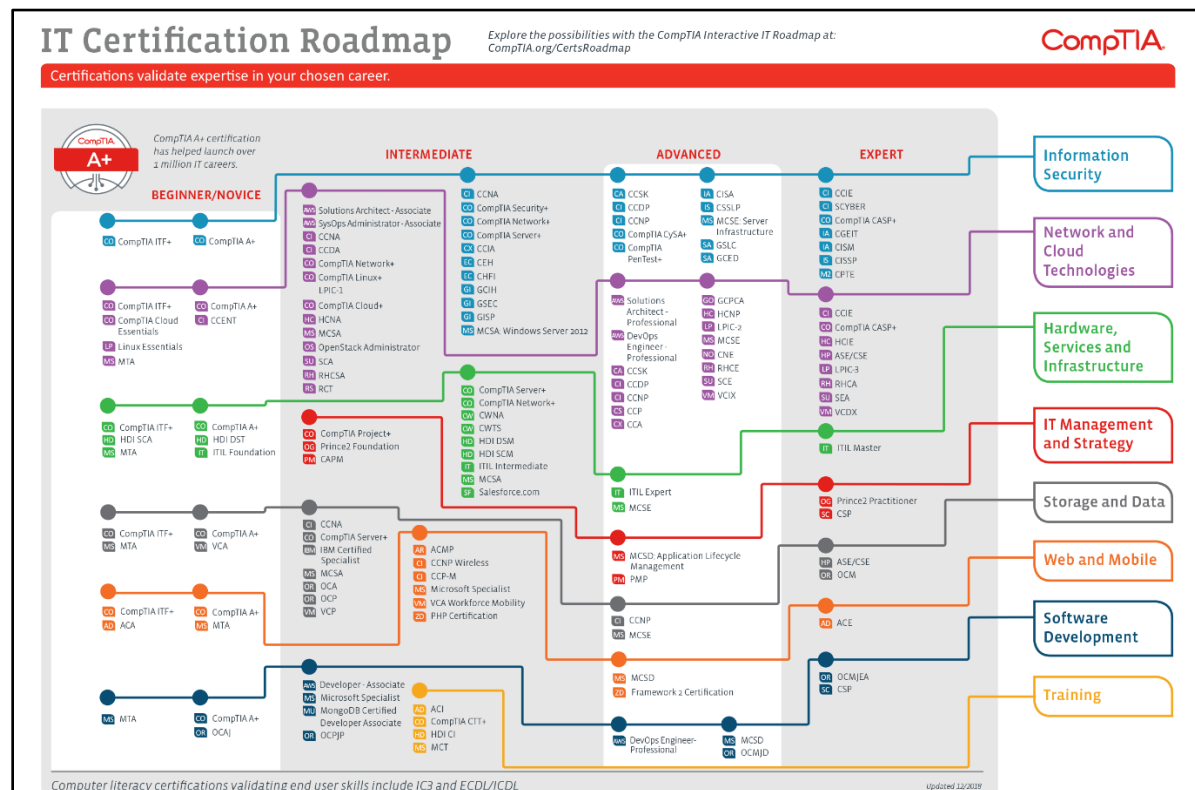 IT Certification Roadmap
Explore the possibilities with the CompTIA Interactive IT Roadmap at:
CompTIA.org/CertsRoadmap
CompTIA.
Certifications validate expertise in your chosen career.
CompTIA
A+
CompTIA A+ certification
has helped launch over
1 million IT careers.
BEGINNER/NOVICE
INTERMEDIATE
ADVANCED
EXPERT
Information
Security
CO CompTIA ITF+
CO CompTIA A+
CI CCNA
CO CompTIA Security+
CO CompTIA Network+
CO CompTIA Server+
CX CCIA
EC CEH
EC CHFI
GI GCIH
GI GSEC
GI GISP
MS MCSA: Windows Server 2012
CA CCSK
CI CCDP
CI CCNP
CO CompTIA CySA+
CO CompTIA
PenTest+
IA CISA
IS CSSLP
MS MCSE: Server
Infrastructure
SA GSLC
SA GCED
CI CCIE
CI SCYBER
CO CompTIA CASP+
IA CGEIT
IA CISM
IS CISSP
M2 CPTE
Network and
Cloud
Technologies
CO CompTIA ITF+
CO CompTIA Cloud
Essentials
LP Linux Essentials
MS MTA
CO CompTIA A+
CI CCENT
AWS Solutions Architect - Associate
AWS SysOps Administrator - Associate
CI CCNA
CI CCDA
CO CompTIA Network+
CO CompTIA Linux+
LPIC-1
CO CompTIA Cloud+
HC HCNA
MS MCSA
OS OpenStack Administrator
SU SCA
RH RHCSA
RS RCT
AWS Solutions
Architect -
Professional
AWS DevOps
Engineer -
Professional
CA CCSK
CI CCDP
CI CCNP
CS CCP
CX CCA
GO GCPCA
HC HCNP
LP LPIC-2
MS MCSE
NO CNE
RH RHCE
SU SCE
VM VCIX
CI CCIE
CO CompTIA CASP+
HC HCIE
HP ASE/CSE
LP LPIC-3
RH RHCA
SU SEA
VM VCDX
Hardware,
Services and
Infrastructure
CO CompTIA ITF+
HD HDI SCA
MS MTA
CO CompTIA A+
HD HDI DST
IT ITIL Foundation
CO CompTIA Server+
CO CompTIA Network+
CW CWNA
CW CWTS
HD HDI DSM
HD HDI SCM
IT ITIL Intermediate
MS MCSA
SF Salesforce.com
IT ITIL Expert
MS MCSE
IT ITIL Master
IT Management
and Strategy
CO CompTIA Project+
OG Prince2 Foundation
PM CAPM
MS MCSD: Application Lifecycle
Management
PM PMP
OG Prince2 Practitioner
SC CSP
Storage and Data
CO CompTIA ITF+
MS MTA
CO CompTIA A+
VM VCA
CI CCNA
CO CompTIA Server+
IBM IBM Certified
Specialist
MS MCSA
OR OCA
OR OCP
VM VCP
CI CCNP
MS MCSE
HP ASE/CSE
OR OCM
Web and Mobile
CO CompTIA ITF+
AD ACA
CO CompTIA A+
MS MTA
AR ACMP
CI CCNP Wireless
CI CCP-M
MS Microsoft Specialist
VM VCA Workforce Mobility
ZD PHP Certification
MS MCSD
ZD Framework 2 Certification
AD ACE
Software
Development
MS MTA
CO CompTIA A+
OR OCAJ
AWS Developer - Associate
MS Microsoft Specialist
MU MongoDB Certified
Developer Associate
OR OCPJP
AWS DevOps Engineer-
Professional
MS MCSD
OR OCMJD
OR OCMJEA
SC CSP
Training
AD ACI
CO CompTIA CTT+
HD HDI CI
MS MCT
Computer literacy certifications validating end user skills include IC3 and ECDL/ICDL
Updated 12/2018